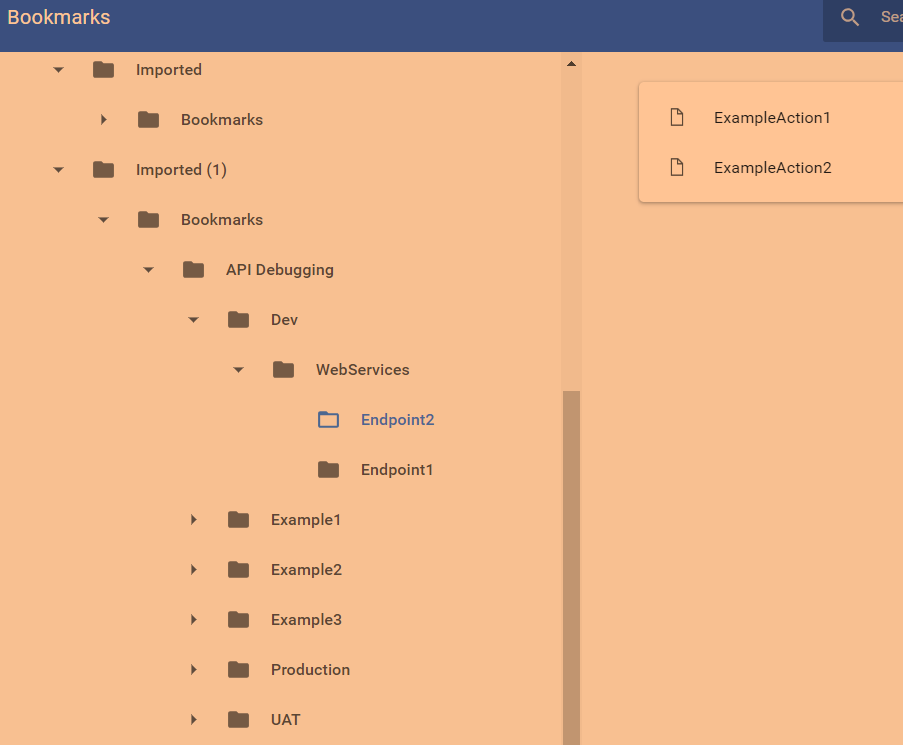 Bookmarks
Imported
Bookmarks
Imported (1)
Bookmarks
API Debugging
Dev
WebServices
Endpoint2
Endpoint1
Example1
Example2
Example3
Production
UAT
ExampleAction1
ExampleAction2